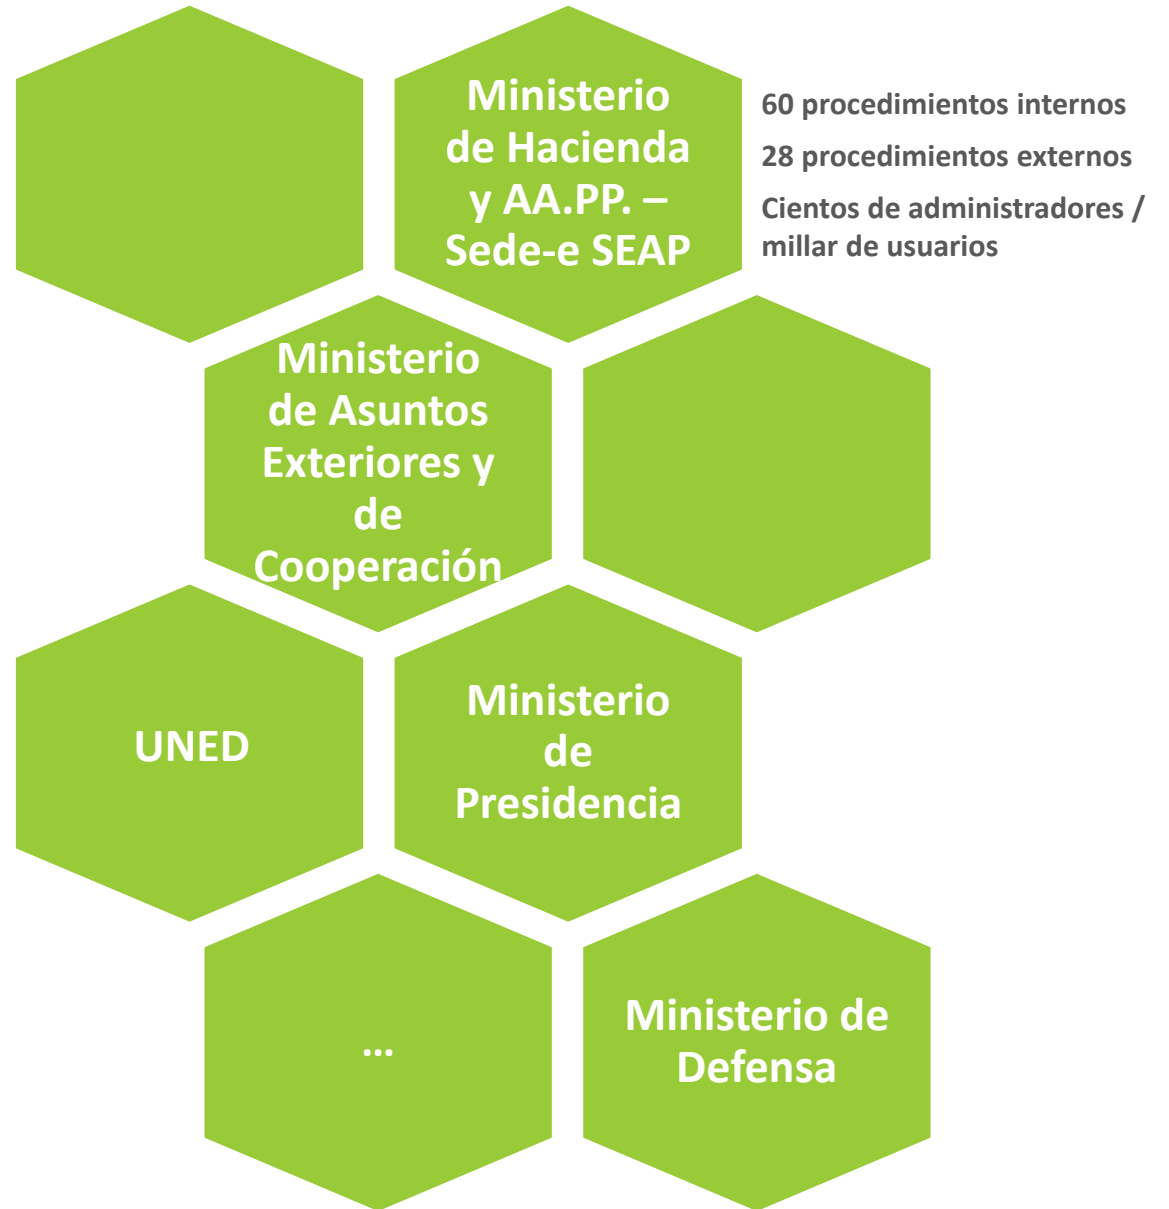 Ministerio
de Hacienda
y AA.PP. –
Sede-e SEAP
60 procedimientos internos
28 procedimientos externos
Cientos de administradores /
millar de usuarios
Ministerio
de Asuntos
Exteriores y
de
Cooperación
UNED
Ministerio
de
Presidencia
...
Ministerio de
Defensa